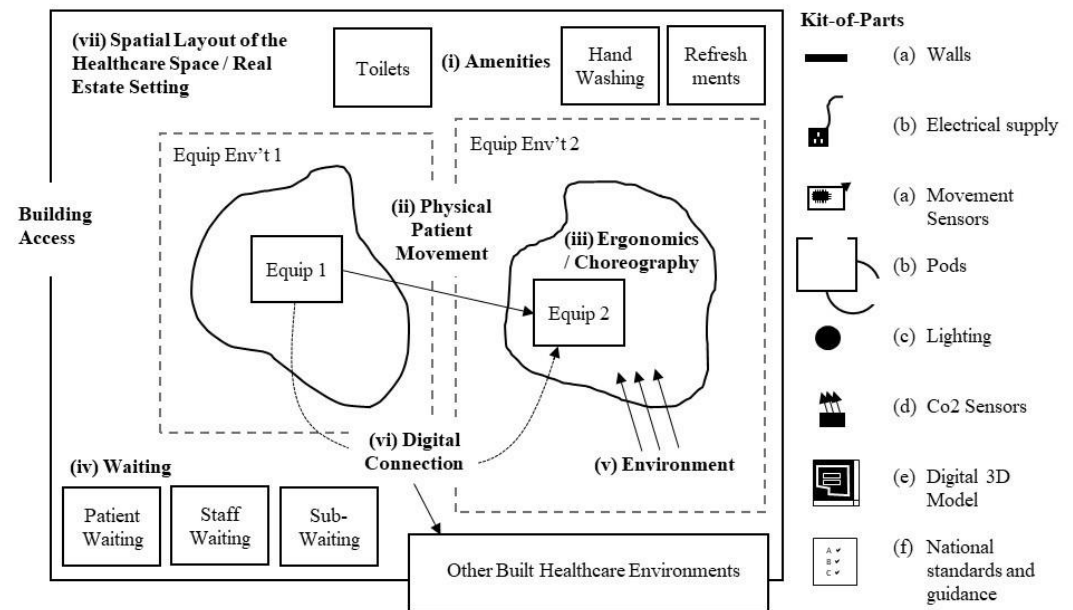 (vii) Spatial Layout of the
Healthcare Space / Real
Estate Setting
Toilets
(i) Amenities
Hand
Washing
Refresh
ments
Equip Env't 1
Equip Env't 2
Building
Access
(ii) Physical
Patient
Movement
(iii) Ergonomics
/ Choreography
Equip 1
Equip 2
(vi) Digital
Connection
(v) Environment
(iv) Waiting
Patient
Waiting
Staff
Waiting
Sub-
Waiting
Other Built Healthcare Environments
Kit-of-Parts
(a) Walls
(b) Electrical supply
(a) Movement
Sensors
(b) Pods
(c) Lighting
(d) Co2 Sensors
(e) Digital 3D
Model
A ✔
B ✔
C ✔
(f) National
standards and
guidance